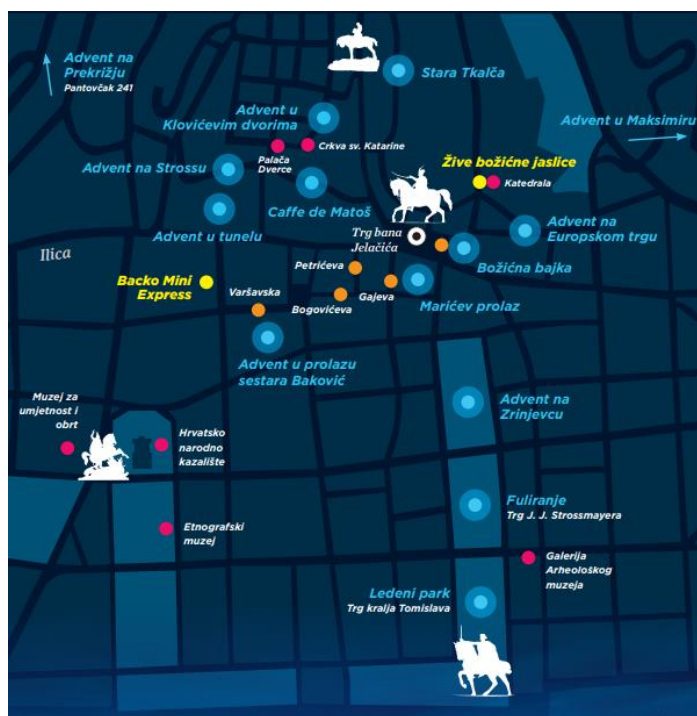 Advent na
Prekrižju
Pantovčak 241
Stara Tkalča
Advent u
Klovićevim dvorima
Advent u Maksimiru
Crkva sv. Katarine
Palača
Dverce
Advent na Strossu
Žive božićne jaslice
Katedrala
Caffe de Matoš
Advent u tunelu
Trg bana
Jelačića
Advent na
Europskom trgu
Ilica
Božićna bajka
Petrićeva
Backo Mini
Express
Varšavska
Bogovićeva
Gajeva
Marićev prolaz
Advent u prolazu
sestara Baković
Advent na
Zrinjevcu
Muzej za
umjetnost i
obrt
Hrvatsko
narodno
kazalište
Fuliranje
Trg J. J. Strossmayera
Etnografski
muzej
Galerija
Arheološkog
muzeja
Ledeni park
Trg kralja Tomislava